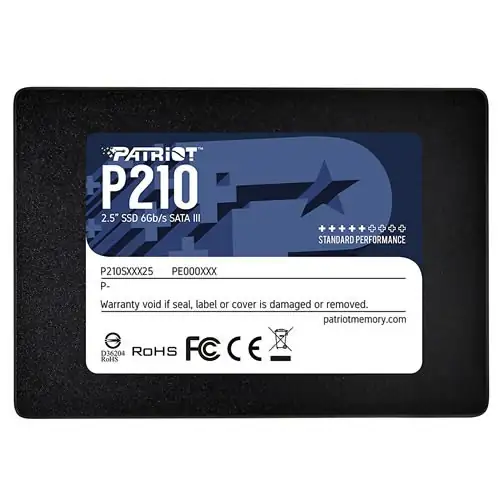 PATRIOT
P210
2.5" SSD 6Gb/s SATA III
+++++++++
STANDARD PERFORMANCE
P210SXXX25 PE000XXX
P-
Warranty void if seal, label or cover is damaged or removed.
patriotmemory.com
D36204
RoHS
RoHS FC CE